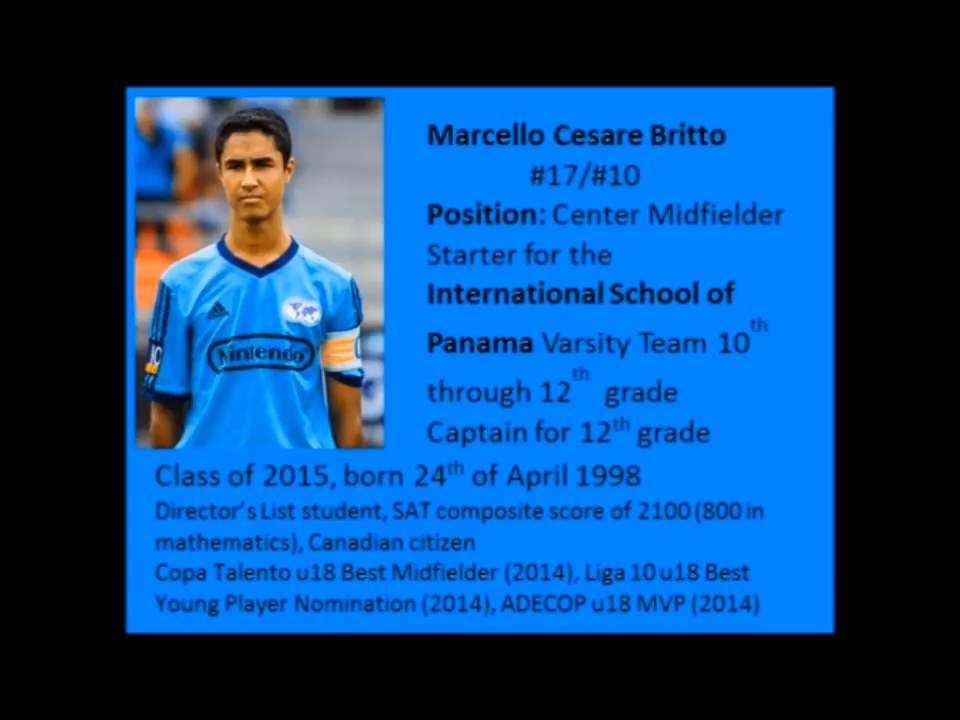 Marcello Cesare Britto
#17/#10
Position: Center Midfielder
Starter for the
International School of
Panama Varsity Team 10th
through 12th grade
Captain for 12th grade
Nintendo
Class of 2015, born 24th of April 1998
Director's List student, SAT composite score of 2100 (800 in
mathematics), Canadian citizen
Copa Talento u18 Best Midfielder (2014), Liga 10 u18 Best
Young Player Nomination (2014), ADECOP u18 MVP (2014)